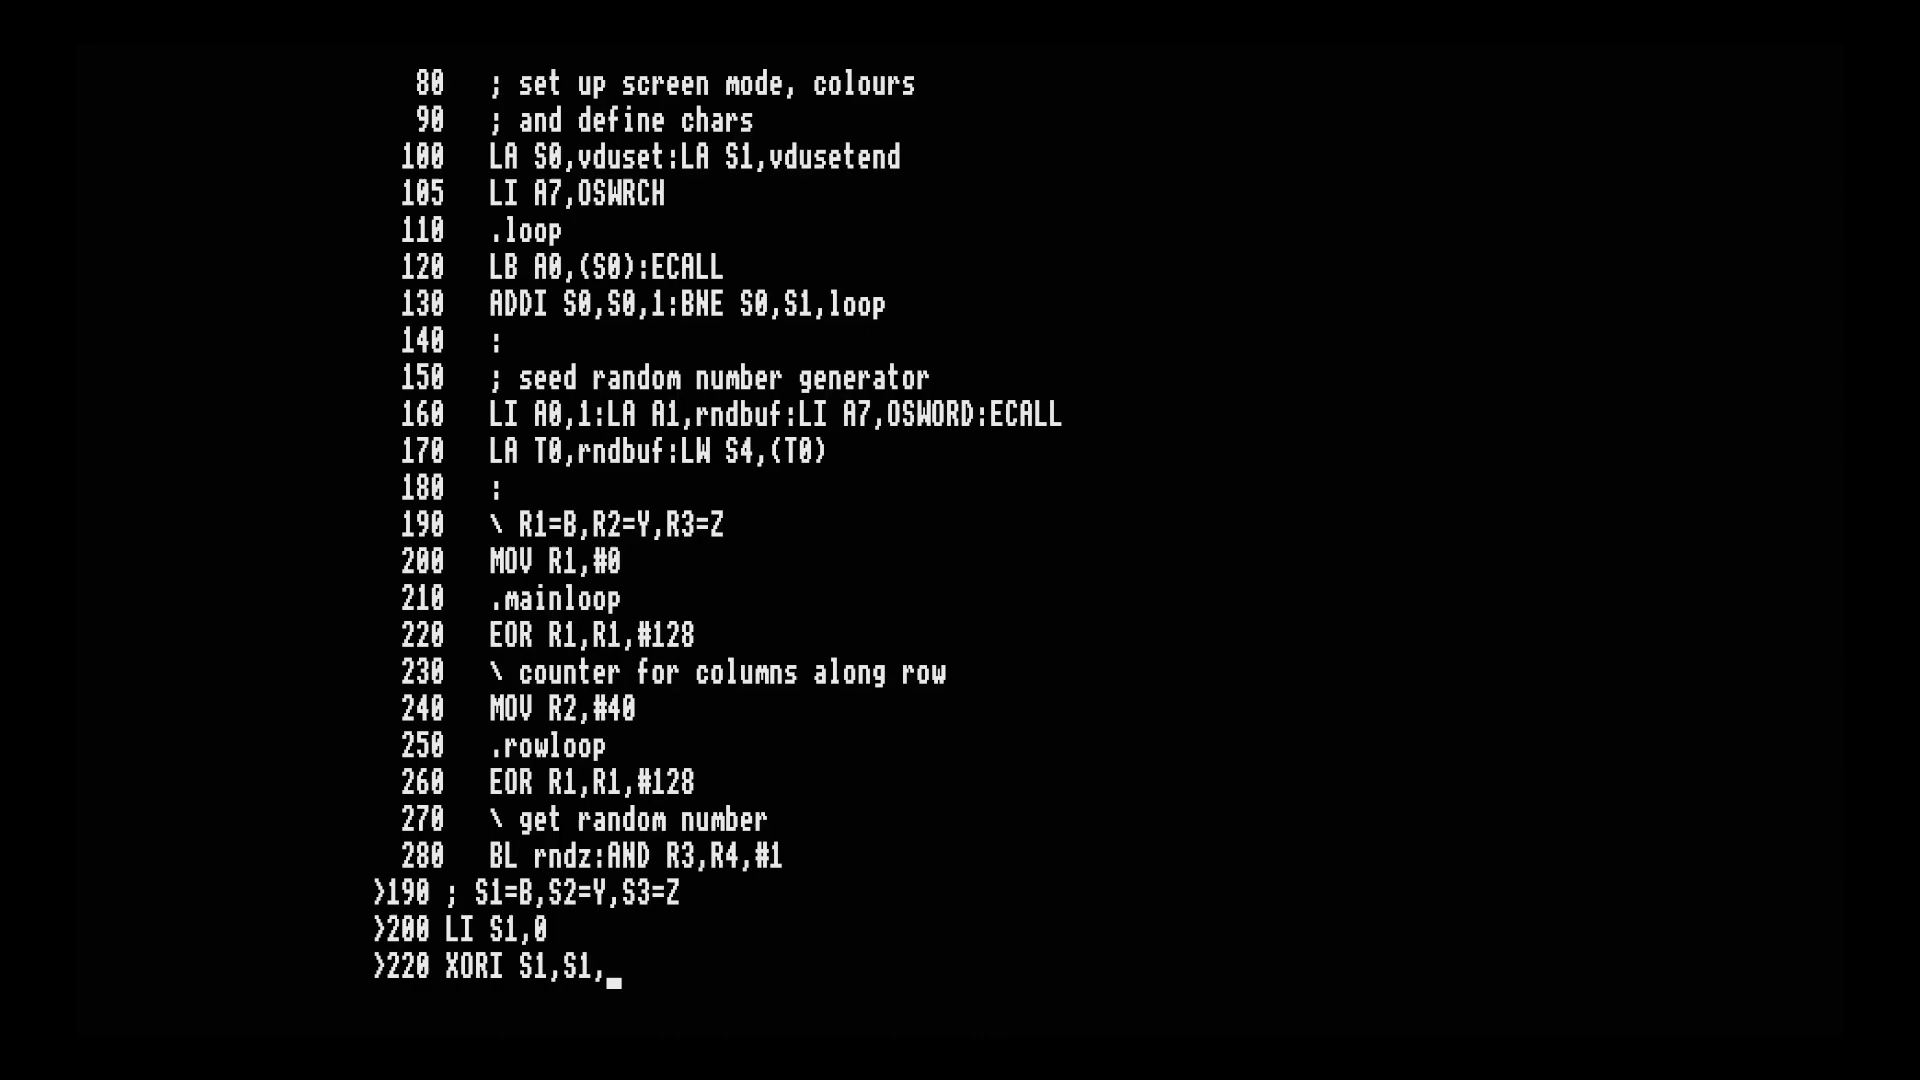 80   ; set up screen mode, colours
90   ; and define chars
100   LA S0,vduset:LA S1,vdusetend
105   LI A7,OSWRCH
110   .loop
120   LB A0,(S0):ECALL
130   ADDI S0,S0,1:BNE S0,S1,loop
140   :
150   ; seed random number generator
160   LI A0,1:LA A1,rndbuf:LI A7,OSWORD:ECALL
170   LA T0,rndbuf:LW S4,(T0)
180   :
190   \ R1=B,R2=Y,R3=Z
200   MOV R1,#0
210   .mainloop
220   EOR R1,R1,#128
230   \ counter for columns along row
240   MOV R2,#40
250   .rowloop
260   EOR R1,R1,#128
270   \ get random number
280   BL rndz:AND R3,R4,#1
>190 ; S1=B,S2=Y,S3=Z
>200 LI S1,0
>220 XORI S1,S1,_